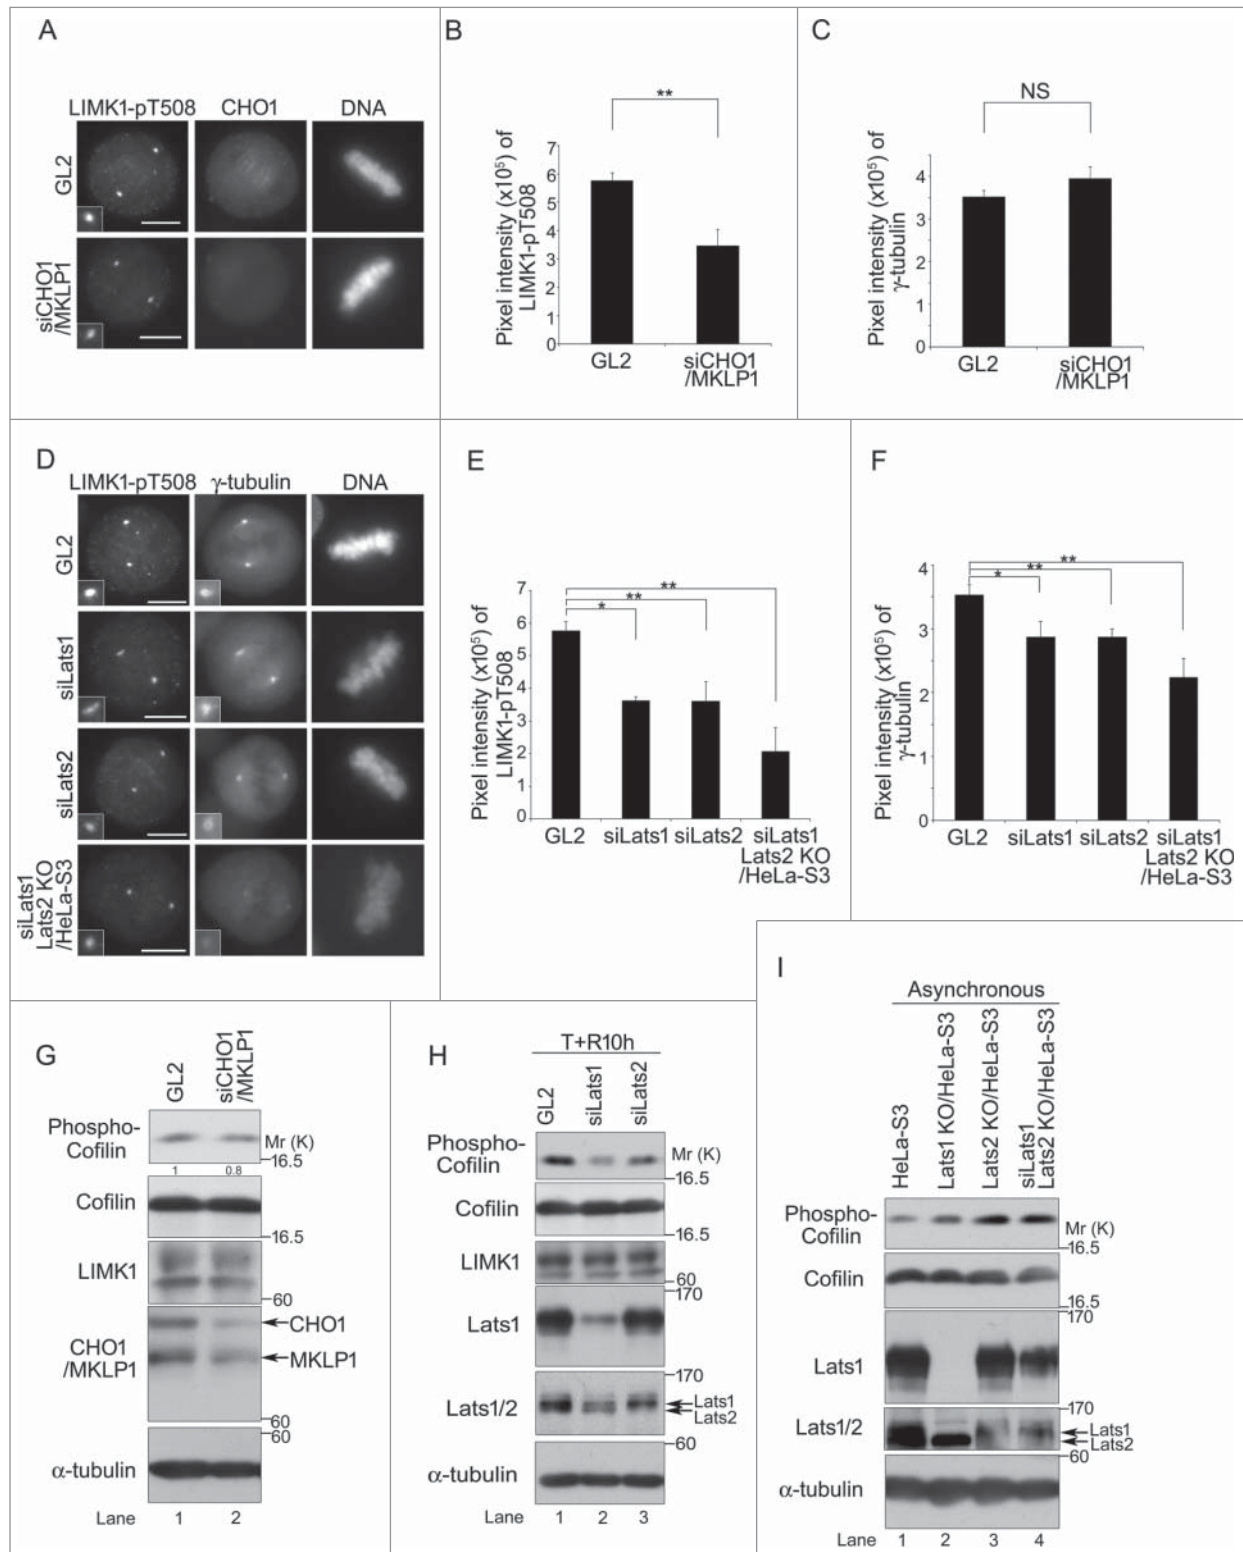 A
LIMK1-pT508 CHO1 DNA
GL2
siCHO1
/MKLP1
B
**
Pixel intensity (x10⁵) of
LIMK1-pT508
7
6
5
4
3
2
1
0
GL2 siCHO1
/MKLP1
C
NS
Pixel intensity (x10⁵) of
γ-tubulin
4
3
2
1
0
GL2 siCHO1
/MKLP1
D
LIMK1-pT508 γ-tubulin DNA
GL2
siLats1
siLats2
siLats1
Lats2 KO
/HeLa-S3
E
**
**
*
Pixel intensity (x10⁵) of
LIMK1-pT508
7
6
5
4
3
2
1
0
GL2 siLats1 siLats2 siLats1
Lats2 KO
/HeLa-S3
F
**
**
*
Pixel intensity (x10⁵) of
γ-tubulin
4
3
2
1
0
GL2 siLats1 siLats2 siLats1
Lats2 KO
/HeLa-S3
G
GL2
siCHO1
/MKLP1
Phospho-
Cofilin
Mr (K)
16.5
1 0.8
Cofilin
16.5
LIMK1
60
CHO1
/MKLP1
CHO1
MKLP1
60
60
α-tubulin
Lane 1 2
H
T+R10h
GL2
siLats1
siLats2
Phospho-
Cofilin
Mr (K)
16.5
Cofilin
16.5
LIMK1
60
170
Lats1
170
Lats1/2
Lats1
Lats2
60
α-tubulin
Lane 1 2 3
I
Asynchronous
HeLa-S3
Lats1 KO/HeLa-S3
Lats2 KO/HeLa-S3
siLats1
Lats2 KO/HeLa-S3
Phospho-
Cofilin
Mr (K)
16.5
Cofilin
16.5
170
Lats1
170
Lats1/2
Lats1
Lats2
60
α-tubulin
Lane 1 2 3 4